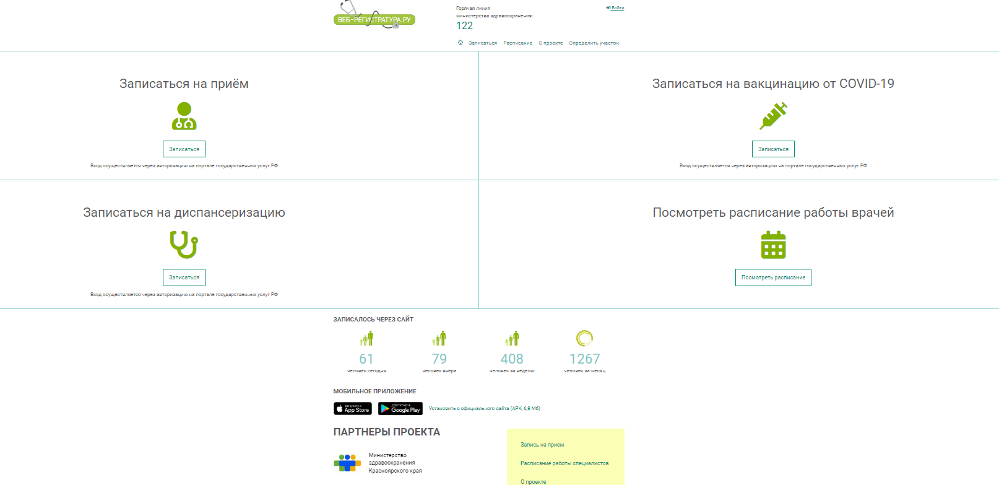 ВЕБ-РЕГИСТРАТУРА.РУ
Горячая линия
министерства здравоохранения:
122
Войти
Записаться Расписание О проекте Определить участок
Записаться на приём
Записаться
Вход осуществляется через авторизацию на портале государственных услуг РФ
Записаться на вакцинацию от COVID-19
Записаться
Вход осуществляется через авторизацию на портале государственных услуг РФ
Записаться на диспансеризацию
Записаться
Вход осуществляется через авторизацию на портале государственных услуг РФ
Посмотреть расписание работы врачей
Посмотреть расписание
ЗАПИСАЛОСЬ ЧЕРЕЗ САЙТ
61 79 408 1267
человек сегодня человек вчера человек за неделю человек за месяц
МОБИЛЬНОЕ ПРИЛОЖЕНИЕ
Загрузите в
App Store
ДОСТУПНО В
Google Play
Установить с официального сайта (APK, 6,8 Мб)
ПАРТНЕРЫ ПРОЕКТА
Министерство
здравоохранения
Красноярского края
Запись на прием
Расписание работы специалистов
О проекте